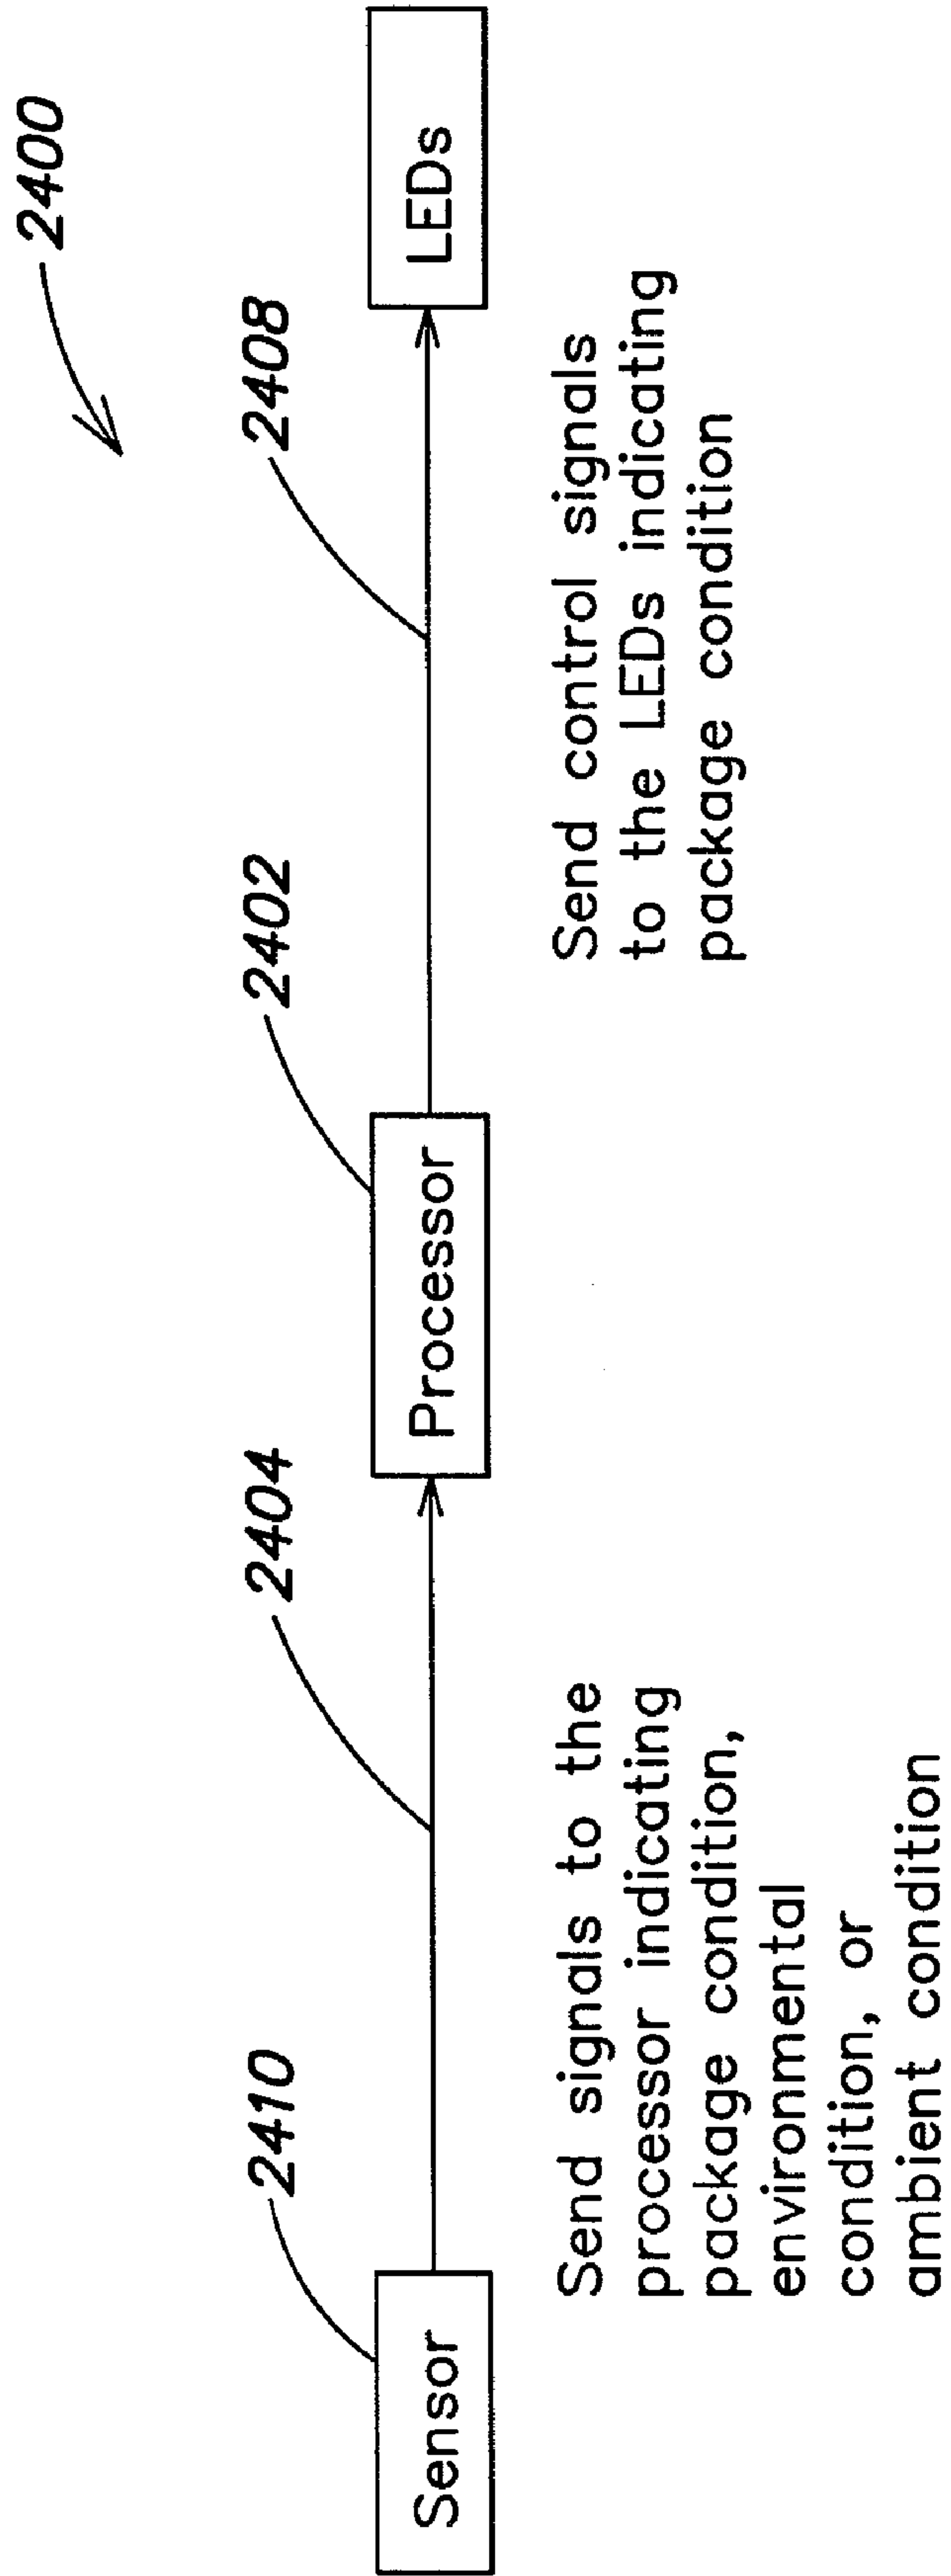 2400
2410
2404
2402
2408
Sensor
Processor
LEDs
Send signals to the
processor indicating
package condition,
environmental
condition, or
ambient condition
Send control signals
to the LEDs indicating
package condition